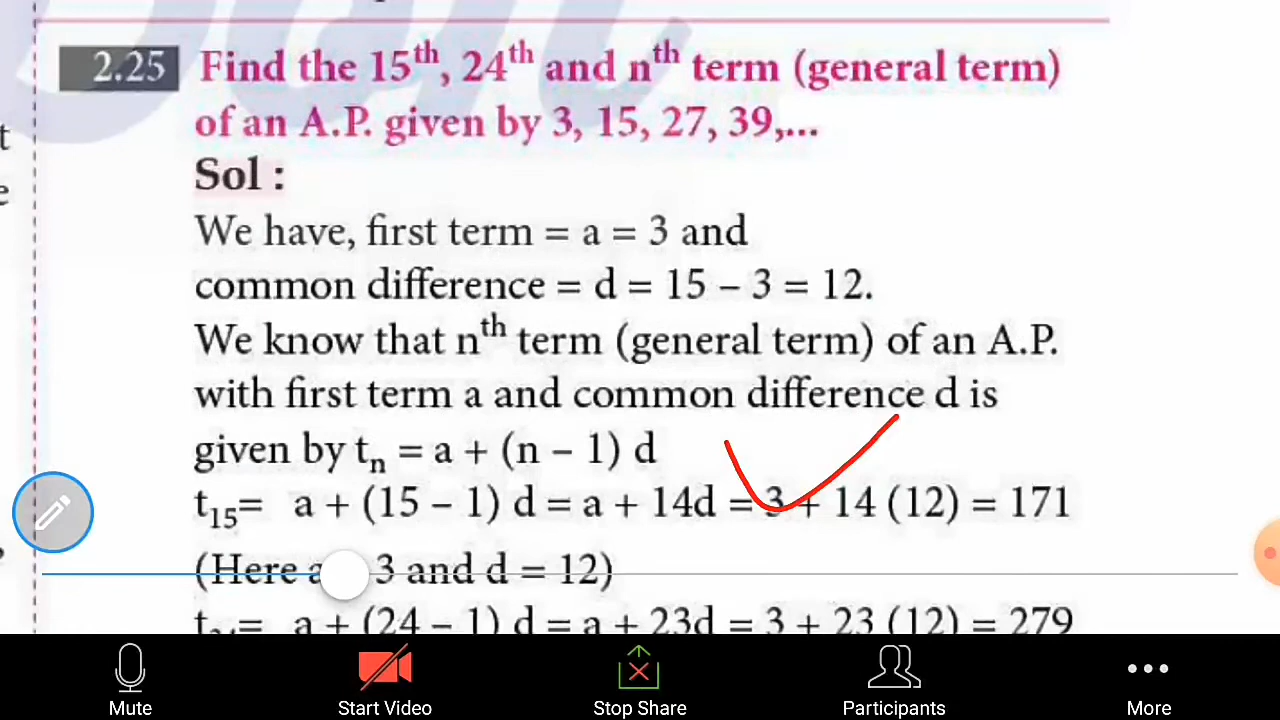 2.25 Find the 15th, 24th and nth term (general term)
of an A.P. given by 3, 15, 27, 39,...
Sol :
We have, first term = a = 3 and
common difference = d = 15 – 3 = 12.
We know that nth term (general term) of an A.P.
with first term a and common difference d is
given by tn = a + (n – 1) d
t15= a + (15 – 1) d = a + 14d = 3 + 14 (12) = 171
(Here a 3 and d = 12)
a + (24 – 1) d = a + 23d = 3 + 23 (12) = 279
Mute Start Video Stop Share Participants More